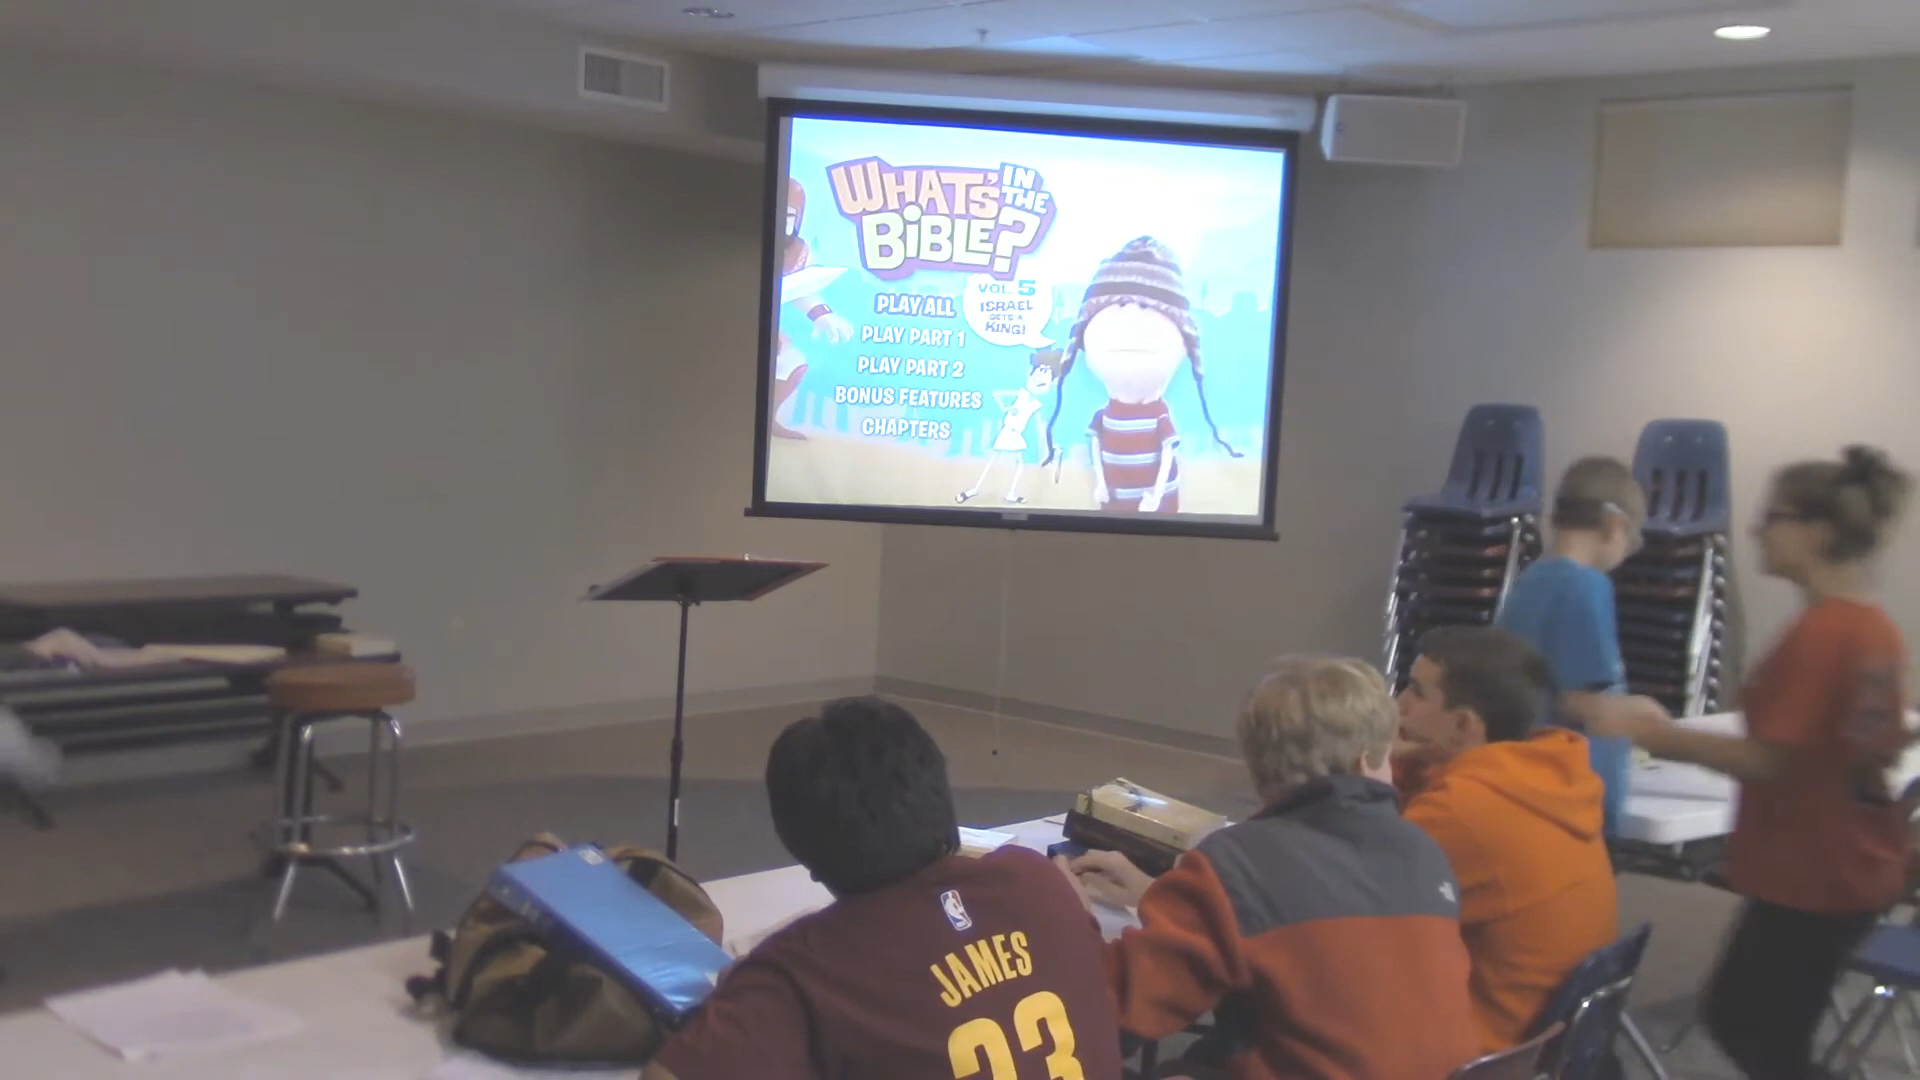 WHAT'S IN THE
BIBLE?
VOL. 5
ISRAEL
GETS A
KING!
PLAY ALL
PLAY PART 1
PLAY PART 2
BONUS FEATURES
CHAPTERS
JAMES
23